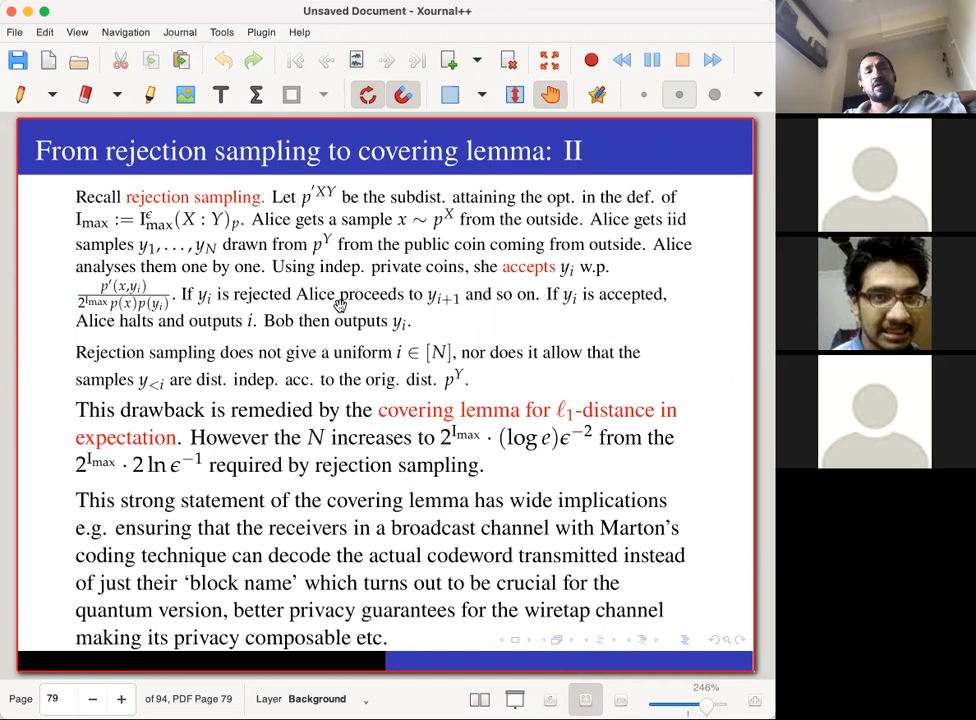 Unsaved Document - Xournal++
File Edit View Navigation Journal Tools Plugin Help
From rejection sampling to covering lemma: II
Recall rejection sampling. Let p′^{XY} be the subdist. attaining the opt. in the def. of
I_{max} := I^ϵ_{max}(X : Y)_p. Alice gets a sample x ∼ p^X from the outside. Alice gets iid
samples y_1, . . . , y_N drawn from p^Y from the public coin coming from outside. Alice
analyses them one by one. Using indep. private coins, she accepts y_i w.p.
p′(x,y_i) / 2^{I_{max}} p(x)p(y_i). If y_i is rejected Alice proceeds to y_{i+1} and so on. If y_i is accepted,
Alice halts and outputs i. Bob then outputs y_i.
Rejection sampling does not give a uniform i ∈ [N], nor does it allow that the
samples y_{<i} are dist. indep. acc. to the orig. dist. p^Y.
This drawback is remedied by the covering lemma for ℓ_1-distance in
expectation. However the N increases to 2^{I_{max}} · (log e)ϵ^{−2} from the
2^{I_{max}} · 2 ln ϵ^{−1} required by rejection sampling.
This strong statement of the covering lemma has wide implications
e.g. ensuring that the receivers in a broadcast channel with Marton's
coding technique can decode the actual codeword transmitted instead
of just their 'block name' which turns out to be crucial for the
quantum version, better privacy guarantees for the wiretap channel
making its privacy composable etc.
Page 79 of 94, PDF Page 79 Layer Background 246%